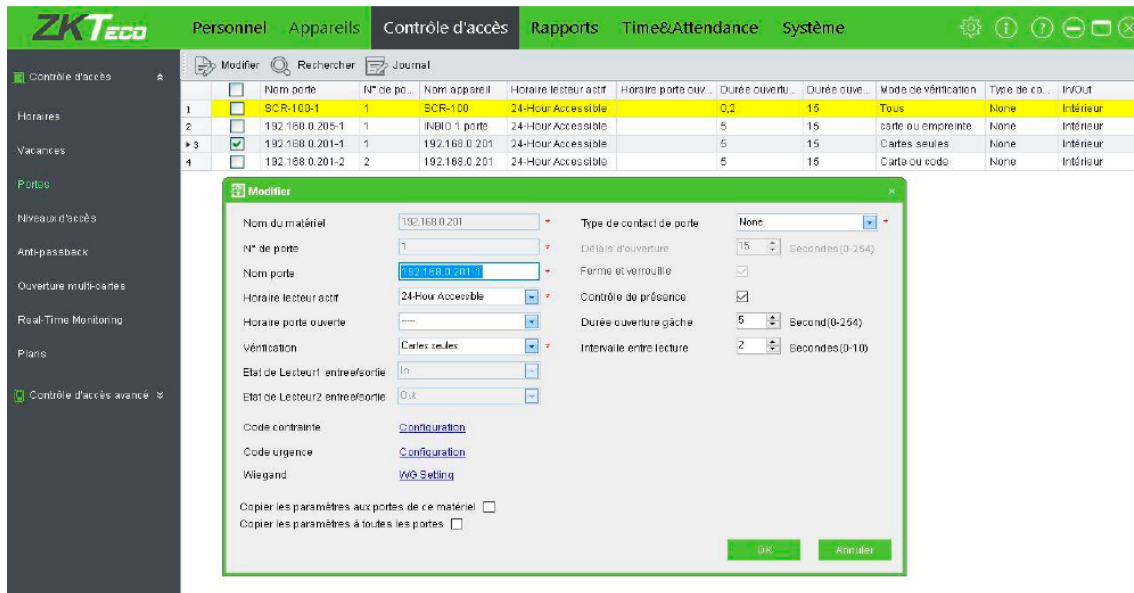 ZKTeco Personnel Appareils Contrôle d'accès Rapports Time&Attendance Système
Modifier Rechercher Journal
Contrôle d'accès
Horaires
Vacances
Portes
Niveaux d'accès
Anti-passback
Ouverture multi-cartes
Real-Time Monitoring
Plans
Contrôle d'accès avancé
Nom porte N° de po... Nom appareil Horaire lecteur actif Horaire porte ouv... Durée ouvertu... Durée ouve... Mode de vérification Type de co... In/Out
1 SCR-100-1 1 SCR-100 24-Hour Accessible 0,2 15 Tous None Intérieur
2 192.168.0.205-1 1 INBIO 1 porte 24-Hour Accessible 5 15 carte ou empreinte None Intérieur
3 192.168.0.201-1 1 192.168.0.201 24-Hour Accessible 5 15 Cartes seules None Intérieur
4 192.168.0.201-2 2 192.168.0.201 24-Hour Accessible 5 15 Carte ou code None Intérieur
Modifier
Nom du matériel 192.168.0.201 * Type de contact de porte None *
N° de porte 1 * Délais d'ouverture 15 Secondes(0-254)
Nom porte 192.168.0.201-1 * Ferme et verrouille
Horaire lecteur actif 24-Hour Accessible * Contrôle de présence
Horaire porte ouverte ----- Durée ouverture gâche 5 Second(0-254)
Vérification Cartes seules * Intervalle entre lecture 2 Secondes(0-10)
Etat de Lecteur1 entree/sortie In
Etat de Lecteur2 entree/sortie Out
Code contrainte Configuration
Code urgence Configuration
Wiegand WG Setting
Copier les paramètres aux portes de ce matériel
Copier les paramètres à toutes les portes
OK Annuler